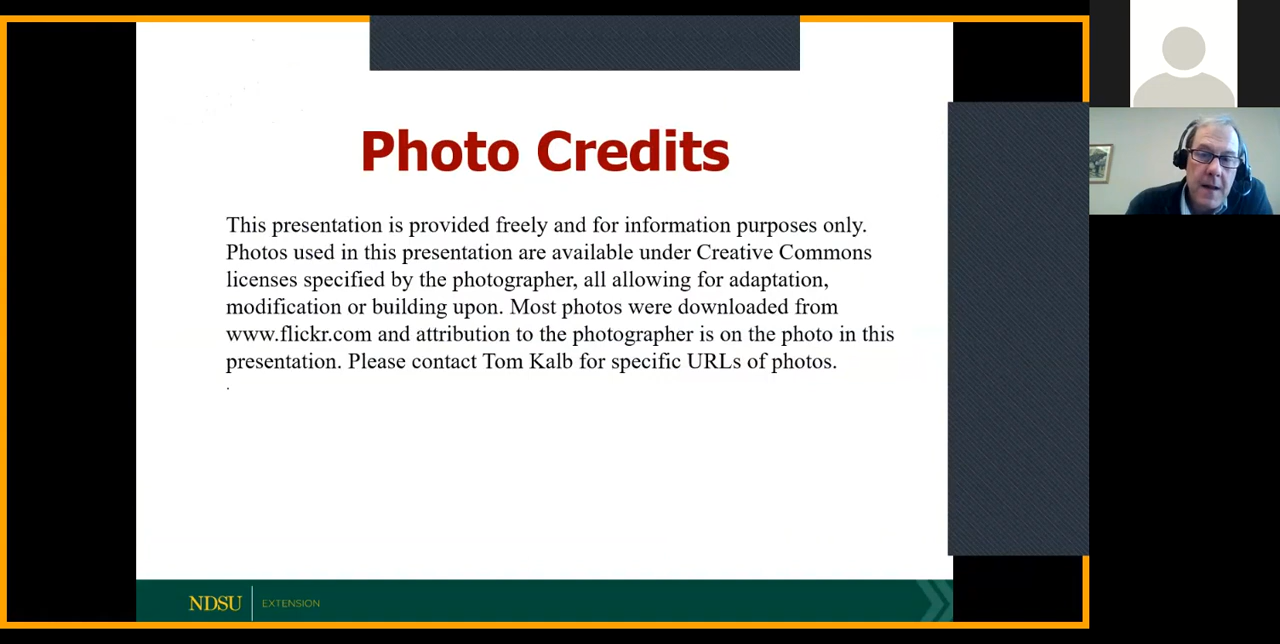 Photo Credits
This presentation is provided freely and for information purposes only.
Photos used in this presentation are available under Creative Commons
licenses specified by the photographer, all allowing for adaptation,
modification or building upon. Most photos were downloaded from
www.flickr.com and attribution to the photographer is on the photo in this
presentation. Please contact Tom Kalb for specific URLs of photos.
.
NDSU EXTENSION